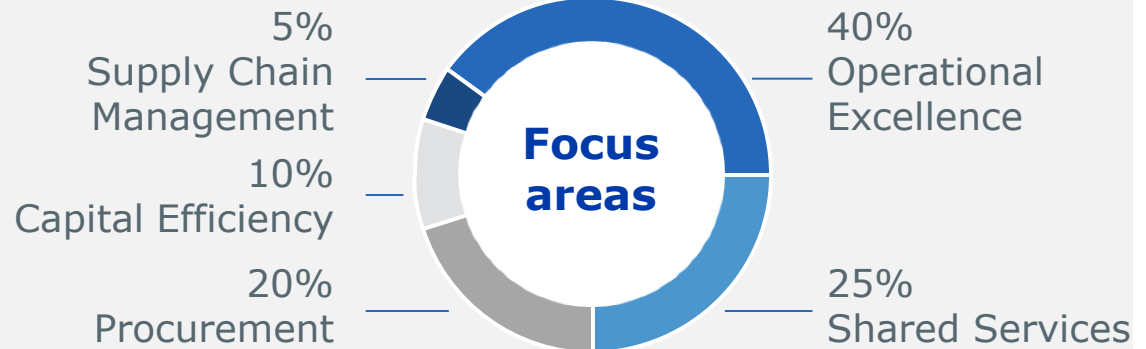 5%
Supply Chain
Management
10%
Capital Efficiency
20%
Procurement
Focus
areas
40%
Operational
Excellence
25%
Shared Services